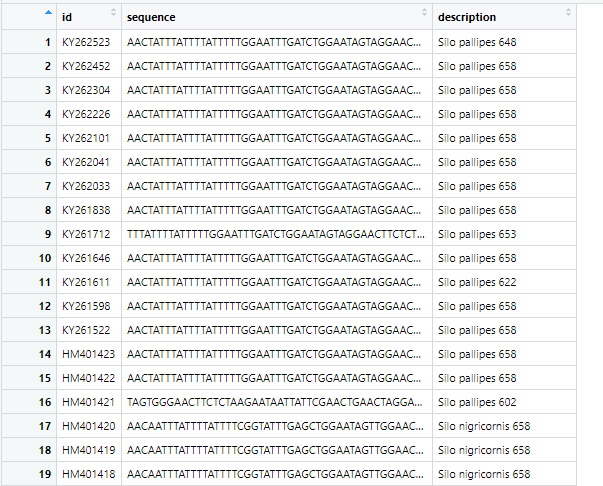 id sequence description
1 KY262523 AACTATTTATTTTATTTTTGGAATTTGATCTGGAATAGTAGGAAC... Silo pallipes 648
2 KY262452 AACTATTTATTTTATTTTTGGAATTTGATCTGGAATAGTAGGAAC... Silo pallipes 658
3 KY262304 AACTATTTATTTTATTTTTGGAATTTGATCTGGAATAGTAGGAAC... Silo pallipes 658
4 KY262226 AACTATTTATTTTATTTTTGGAATTTGATCTGGAATAGTAGGAAC... Silo pallipes 658
5 KY262101 AACTATTTATTTTATTTTTGGAATTTGATCTGGAATAGTAGGAAC... Silo pallipes 658
6 KY262041 AACTATTTATTTTATTTTTGGAATTTGATCTGGAATAGTAGGAAC... Silo pallipes 658
7 KY262033 AACTATTTATTTTATTTTTGGAATTTGATCTGGAATAGTAGGAAC... Silo pallipes 658
8 KY261838 AACTATTTATTTTATTTTTGGAATTTGATCTGGAATAGTAGGAAC... Silo pallipes 658
9 KY261712 TTTATTTTATTTTTGGAATTTGATCTGGAATAGTAGGAACTTCTCT... Silo pallipes 653
10 KY261646 AACTATTTATTTTATTTTTGGAATTTGATCTGGAATAGTAGGAAC... Silo pallipes 658
11 KY261611 AACTATTTATTTTATTTTTGGAATTTGATCTGGAATAGTAGGAAC... Silo pallipes 622
12 KY261598 AACTATTTATTTTATTTTTGGAATTTGATCTGGAATAGTAGGAAC... Silo pallipes 658
13 KY261522 AACTATTTATTTTATTTTTGGAATTTGATCTGGAATAGTAGGAAC... Silo pallipes 658
14 HM401423 AACTATTTATTTTATTTTTGGAATTTGATCTGGAATAGTAGGAAC... Silo pallipes 658
15 HM401422 AACTATTTATTTTATTTTTGGAATTTGATCTGGAATAGTAGGAAC... Silo pallipes 658
16 HM401421 TAGTGGGAACTTCTCTAAGAATAATTATTCGAACTGAACTAGGA... Silo pallipes 602
17 HM401420 AACAATTTATTTTATTTTCGGTATTTGAGCTGGAATAGTTGGAAC... Silo nigricornis 658
18 HM401419 AACAATTTATTTTATTTTCGGTATTTGAGCTGGAATAGTTGGAAC... Silo nigricornis 658
19 HM401418 AACAATTTATTTTATTTTCGGTATTTGAGCTGGAATAGTTGGAAC... Silo nigricornis 658